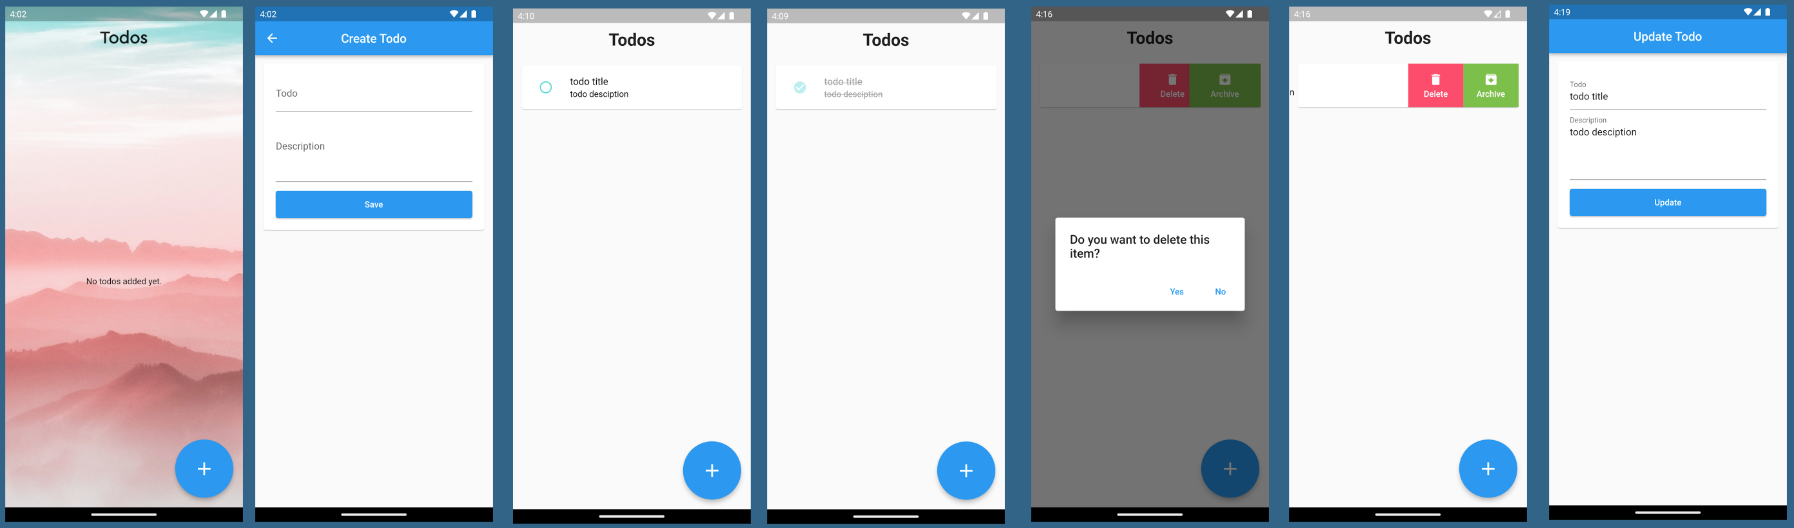 4:02
Todos
No todos added yet.
4:02
Create Todo
Todo
Description
Save
4:10
Todos
todo title
todo desciption
4:09
Todos
todo title
todo desciption
4:16
Todos
Delete
Archive
Do you want to delete this
item?
Yes
No
4:16
Todos
n
Delete
Archive
4:19
Update Todo
Todo
todo title
Description
todo desciption
Update